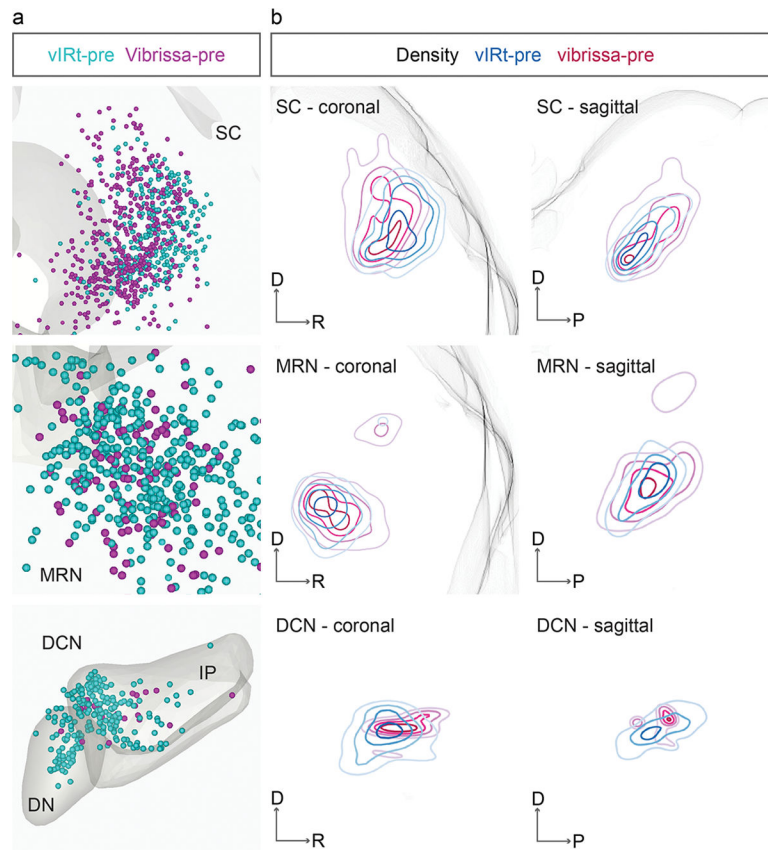 a
b
vIRt-pre Vibrissa-pre
Density vIRt-pre vibrissa-pre
SC
SC - coronal
D
R
SC - sagittal
D
P
MRN
MRN - coronal
D
R
MRN - sagittal
D
P
DCN
IP
DN
DCN - coronal
D
R
DCN - sagittal
D
P